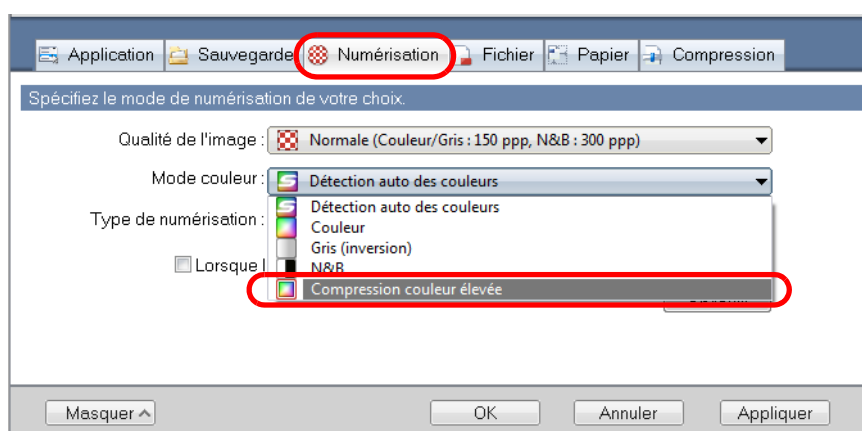 Application Sauvegarde Numérisation Fichier Papier Compression
Spécifiez le mode de numérisation de votre choix.
Qualité de l'image : Normale (Couleur/Gris : 150 ppp, N&B : 300 ppp)
Mode couleur : Détection auto des couleurs
Détection auto des couleurs
Type de numérisation :
Couleur
Gris (inversion)
Lorsque l
N&B
Compression couleur élevée
Masquer OK Annuler Appliquer